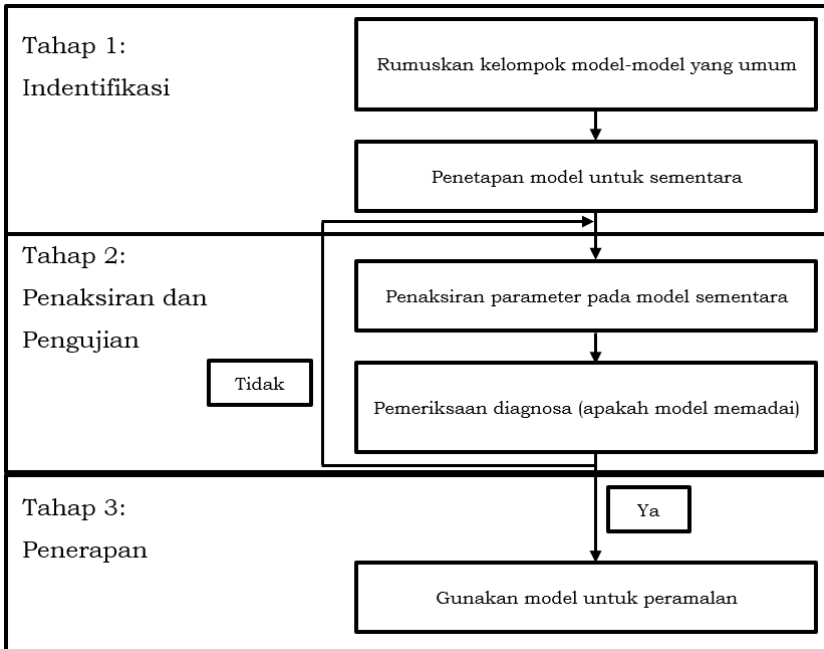 Tahap 1:
Indentifikasi
Rumuskan kelompok model-model yang umum
Penetapan model untuk sementara
Tahap 2:
Penaksiran dan
Pengujian
Penaksiran parameter pada model sementara
Tidak
Pemeriksaan diagnosa (apakah model memadai)
Tahap 3:
Penerapan
Ya
Gunakan model untuk peramalan